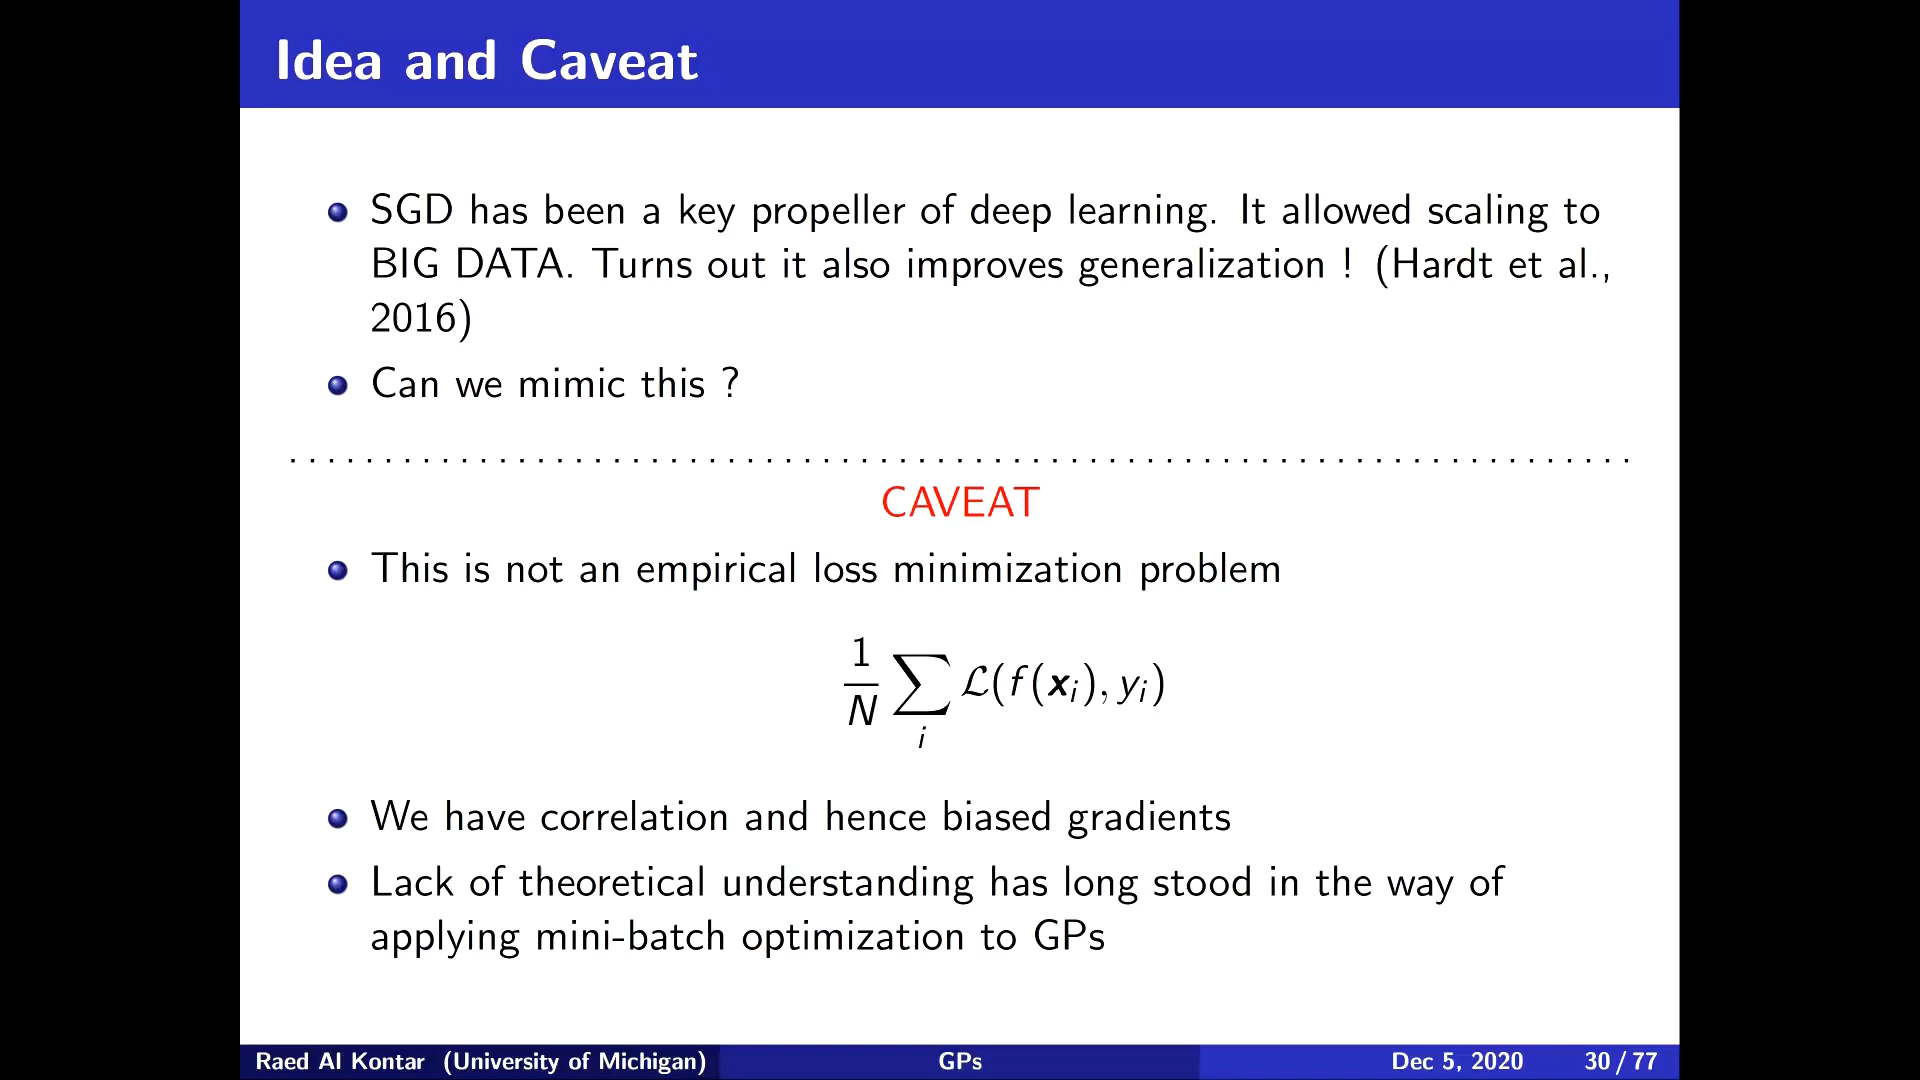 Idea and Caveat
SGD has been a key propeller of deep learning. It allowed scaling to
BIG DATA. Turns out it also improves generalization ! (Hardt et al.,
2016)
Can we mimic this ?
CAVEAT
This is not an empirical loss minimization problem
1/N ∑_i 𝓛(f(𝒙_i), y_i)
We have correlation and hence biased gradients
Lack of theoretical understanding has long stood in the way of
applying mini-batch optimization to GPs
Raed Al Kontar (University of Michigan) GPs Dec 5, 2020 30 / 77